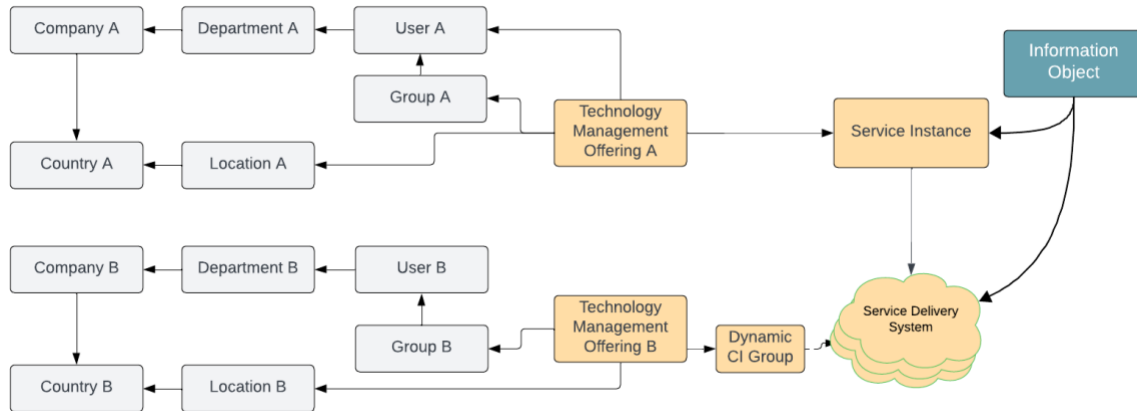 Company A
Department A
User A
Information
Object
Group A
Technology
Management
Offering A
Service Instance
Country A
Location A
Company B
Department B
User B
Technology
Management
Offering B
Service Delivery
System
Group B
Dynamic
CI Group
Country B
Location B